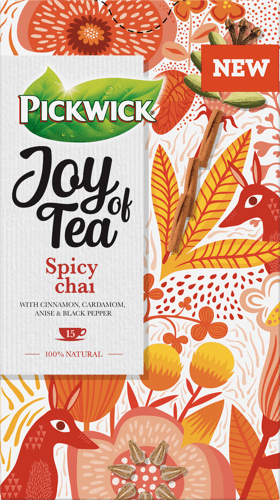 NEW
PICKWICK
Joy
of
Tea
Spicy
chai
WITH CINNAMON, CARDAMOM,
ANISE & BLACK PEPPER
15
100% NATURAL